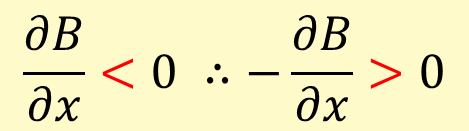 ∂B/∂x < 0 ∴ −∂B/∂x > 0